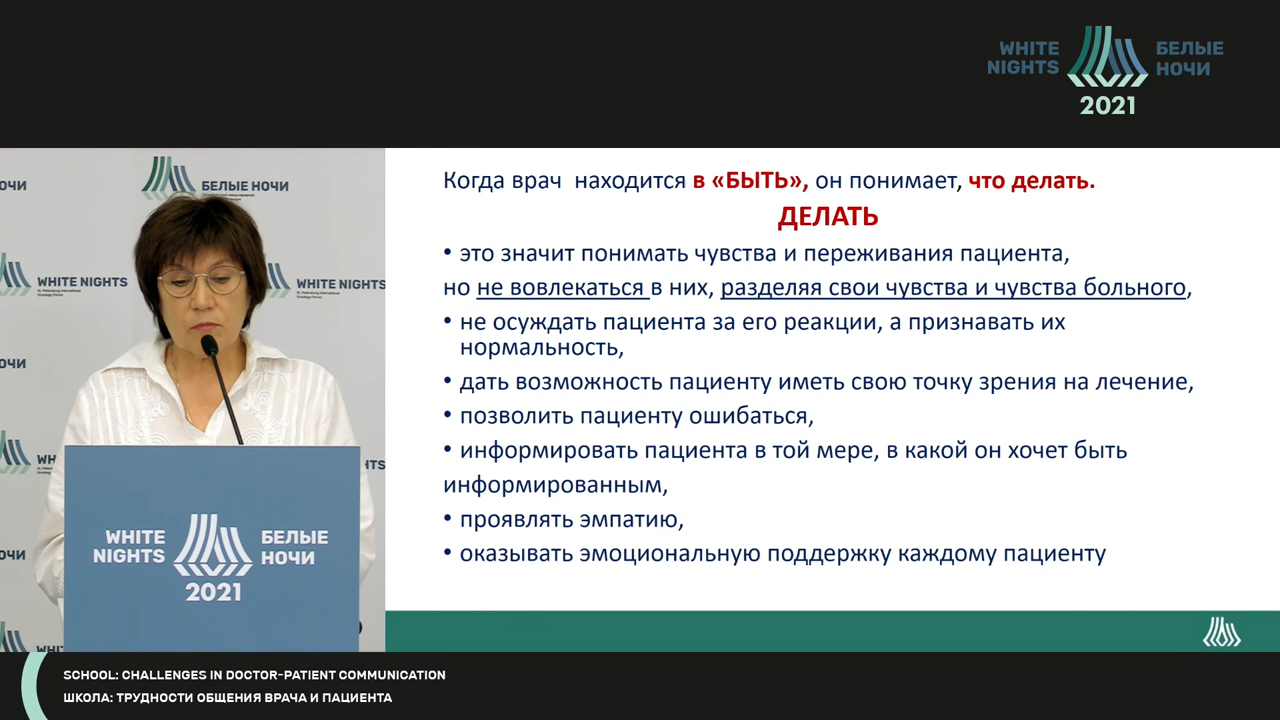 WHITE
NIGHTS
БЕЛЫЕ
НОЧИ
2021
БЕЛЫЕ НОЧИ
WHITE NIGHTS
WHITE NIGHTS
WHITE
NIGHTS
БЕЛЫЕ
НОЧИ
2021
Когда врач находится в «БЫТЬ», он понимает, что делать.
ДЕЛАТЬ
• это значит понимать чувства и переживания пациента,
но не вовлекаться в них, разделяя свои чувства и чувства больного,
• не осуждать пациента за его реакции, а признавать их
нормальность,
• дать возможность пациенту иметь свою точку зрения на лечение,
• позволить пациенту ошибаться,
• информировать пациента в той мере, в какой он хочет быть
информированным,
• проявлять эмпатию,
• оказывать эмоциональную поддержку каждому пациенту
SCHOOL: CHALLENGES IN DOCTOR-PATIENT COMMUNICATION
ШКОЛА: ТРУДНОСТИ ОБЩЕНИЯ ВРАЧА И ПАЦИЕНТА